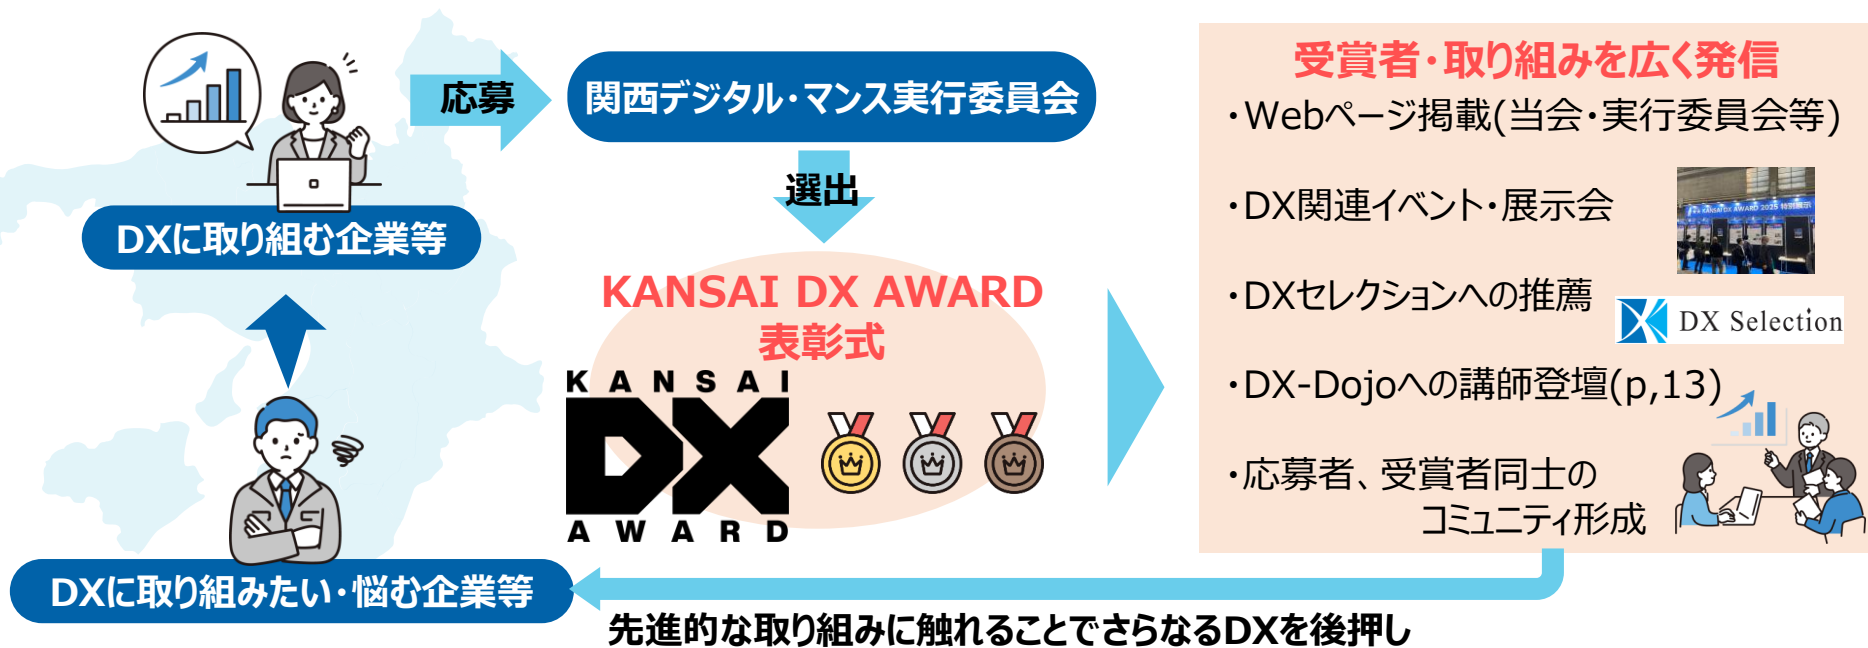 応募
関西デジタル・マンス実行委員会
選出
DXに取り組む企業等
KANSAI DX AWARD
表彰式
KANSAI
DX
AWARD
DXに取り組みたい・悩む企業等
受賞者・取り組みを広く発信
・Webページ掲載(当会・実行委員会等)
・DX関連イベント・展示会
KANSAI DX AWARD 2025 特別展示
・DXセレクションへの推薦
DX Selection
・DX-Dojoへの講師登壇(p,13)
・応募者、受賞者同士の
コミュニティ形成
先進的な取り組みに触れることでさらなるDXを後押し